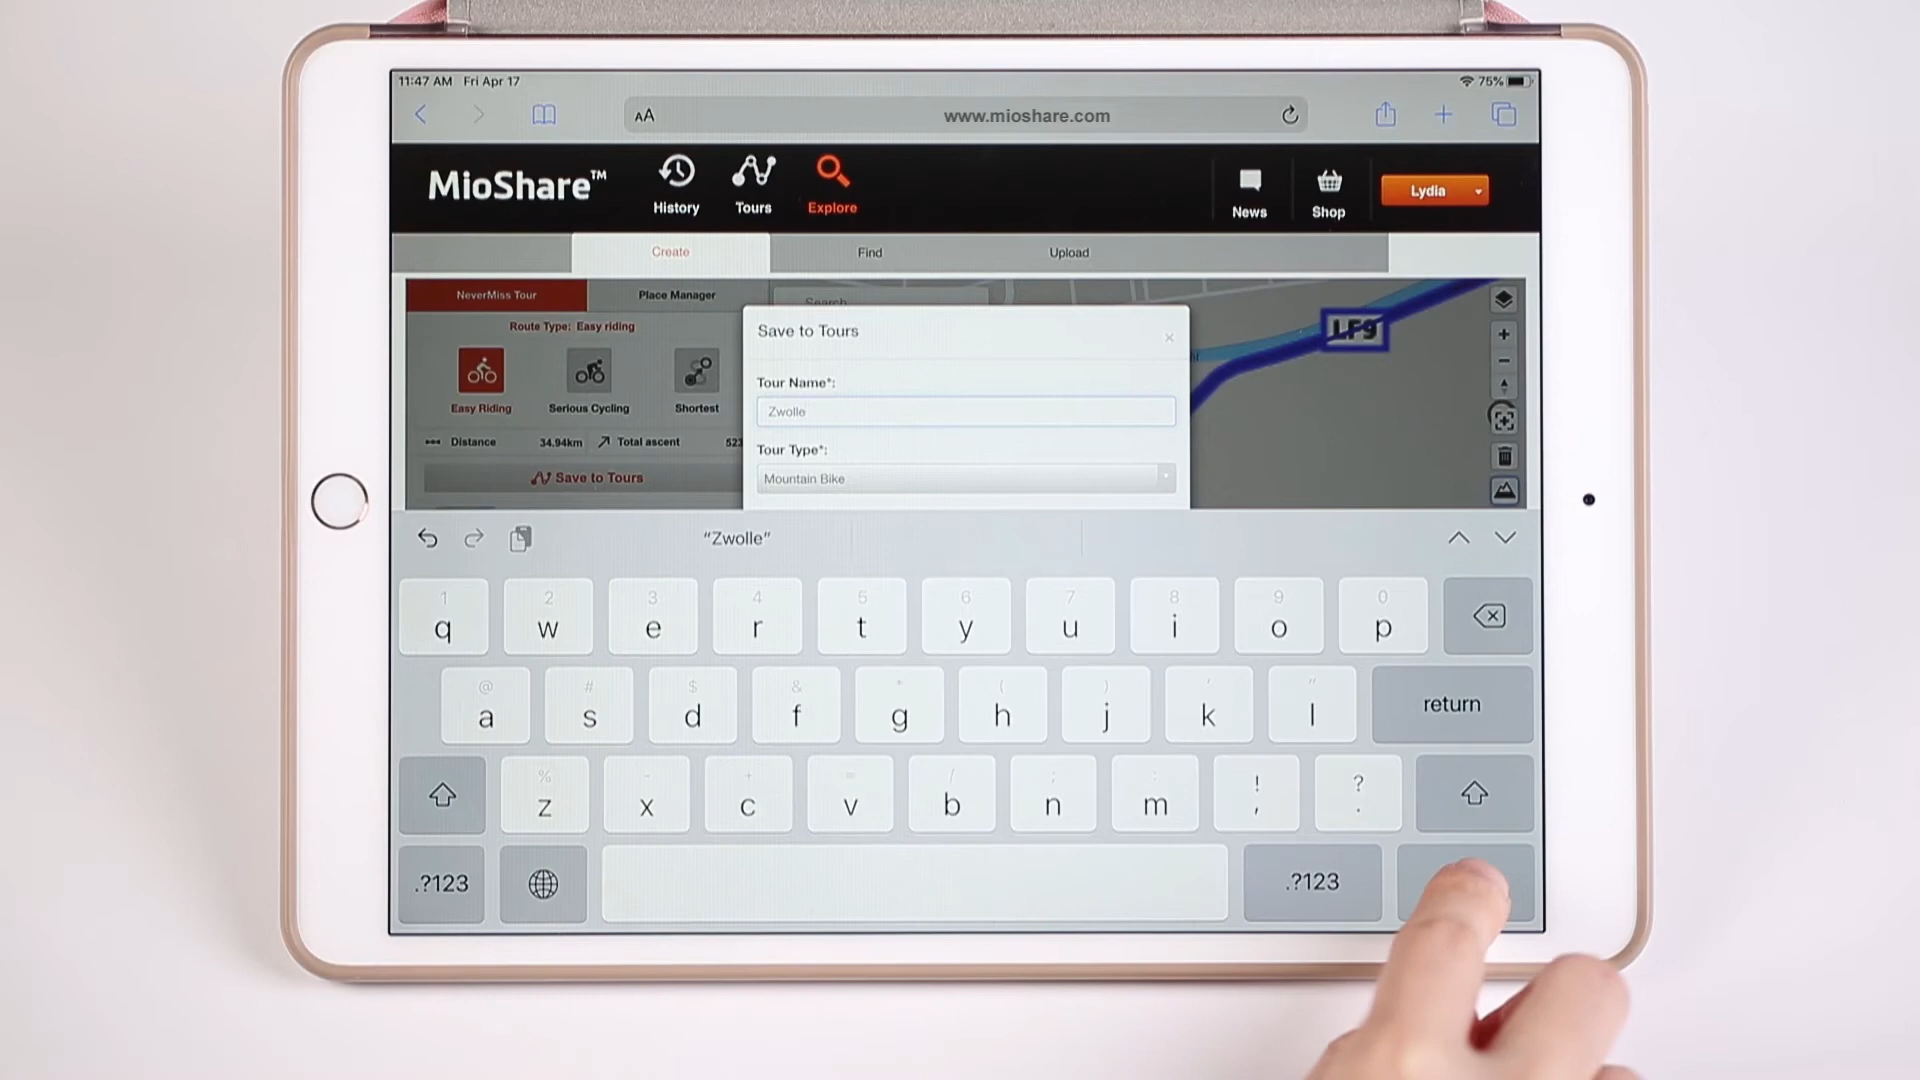 11:47 AM Fri Apr 17
75%
AA
www.mioshare.com
MioShare™
History
Tours
Explore
News
Shop
Lydia
Create
Find
Upload
NeverMiss Tour
Place Manager
Search
Route Type: Easy riding
Easy Riding
Serious Cycling
Shortest
Distance
34.94km
Total ascent
523
Save to Tours
Save to Tours
×
Tour Name*:
Zwolle
Tour Type*:
Mountain Bike
LF9
“Zwolle”
1 2 3 4 5 6 7 8 9 0
q w e r t y u i o p
@ # $ & * ( ) ' "
a s d f g h j k l
return
% - + = / ; : ! ?
z x c v b n m , .
.?123
.?123